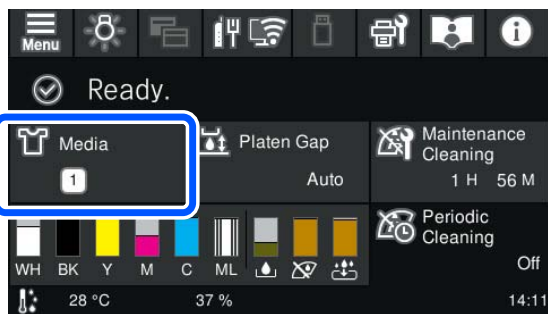 Menu
Ready.
Media
1
Platen Gap
Auto
Maintenance
Cleaning
1 H 56 M
WH BK Y M C ML
Periodic
Cleaning
Off
28 °C 37 % 14:11